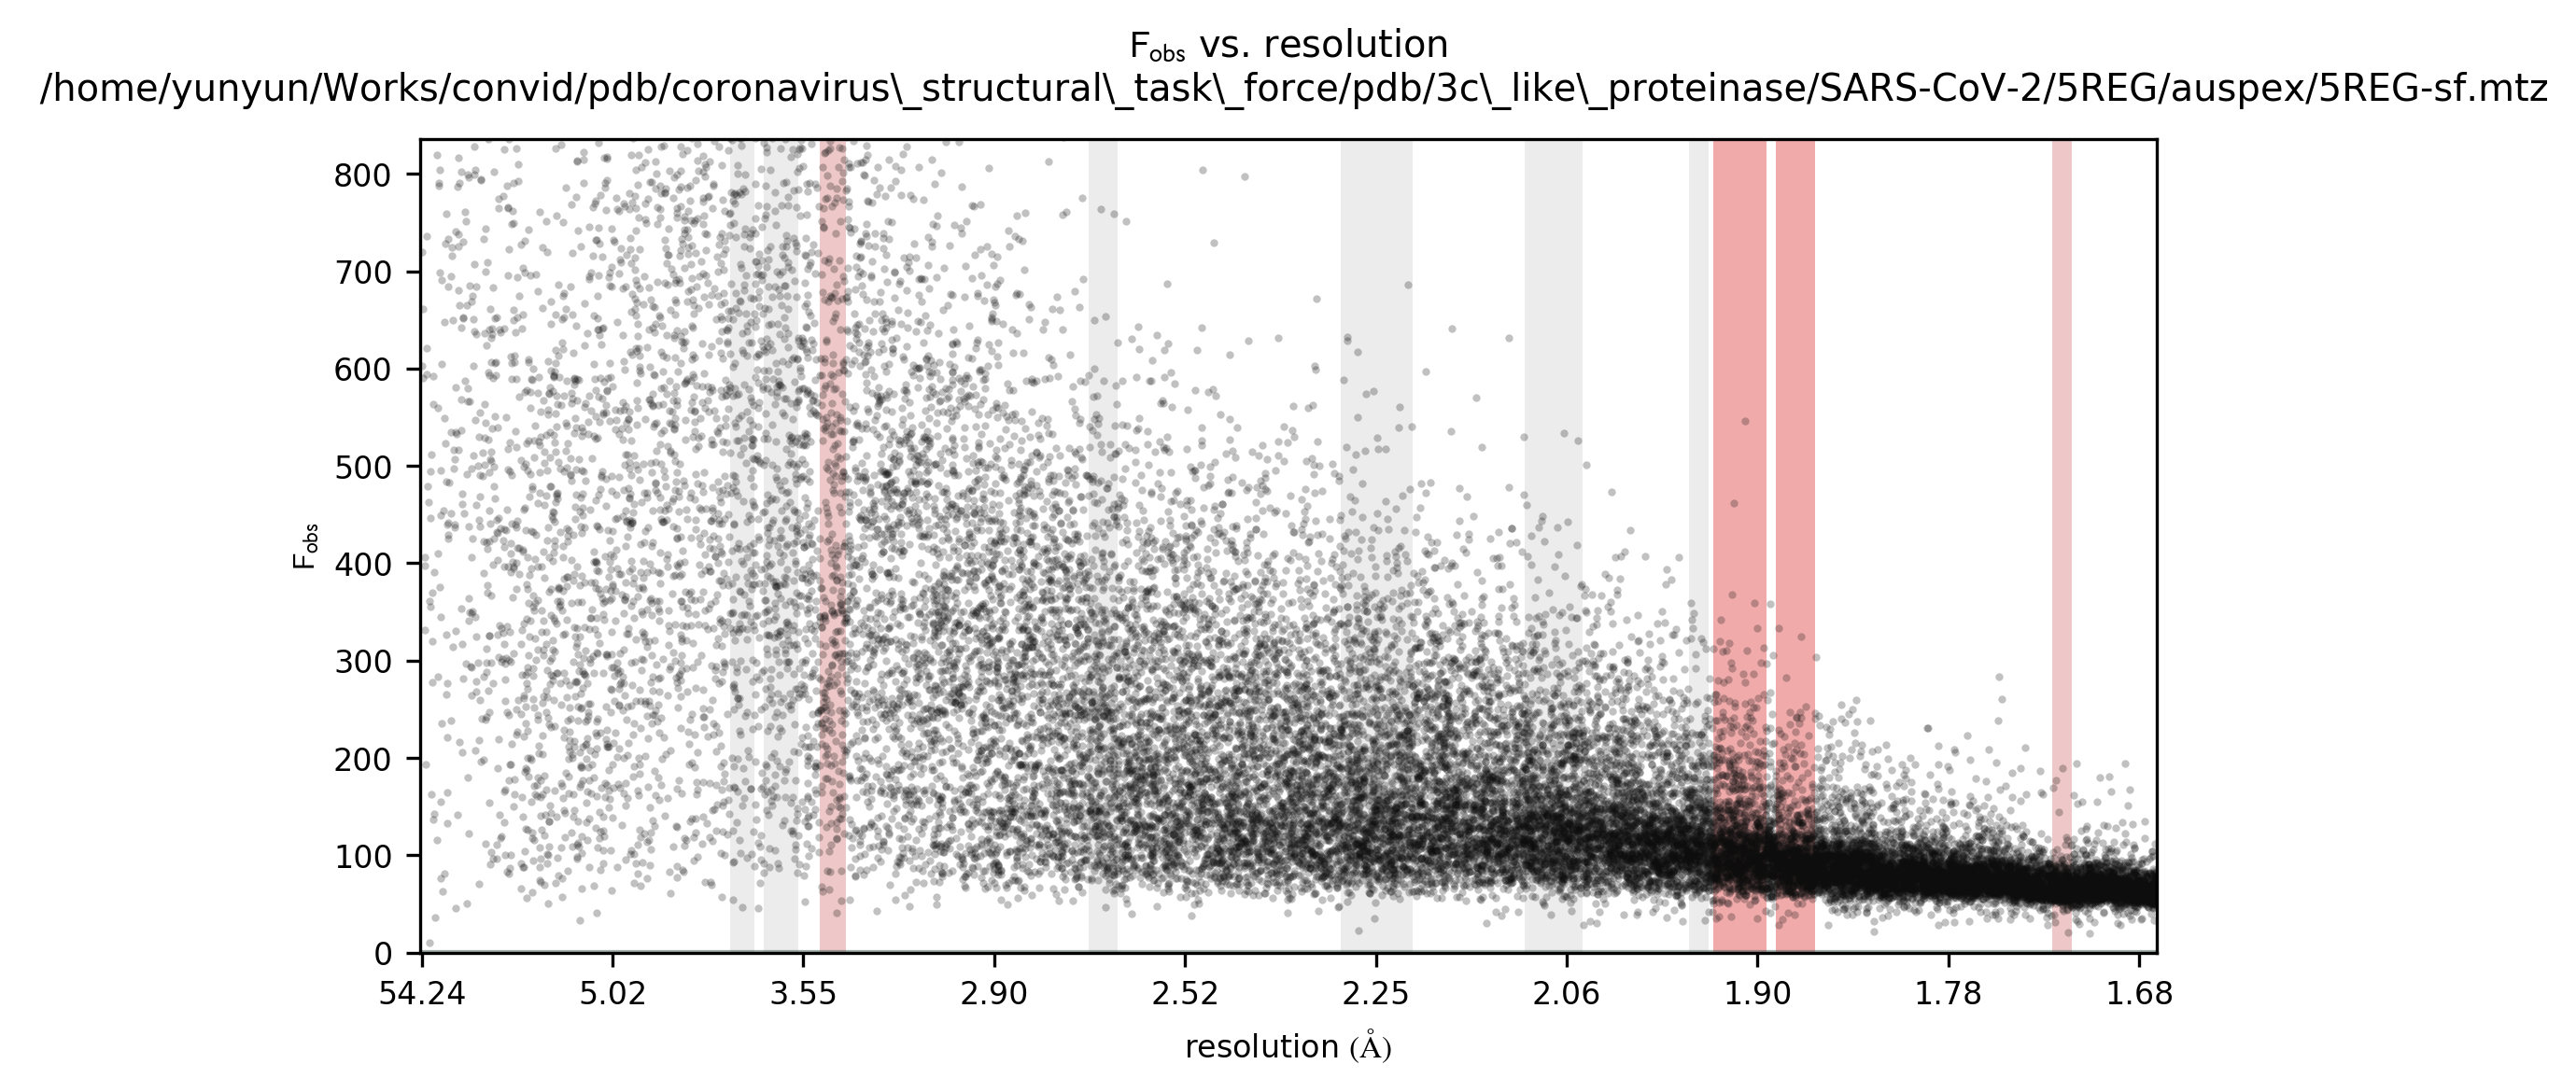 F_obs vs. resolution
/home/yunyun/Works/convid/pdb/coronavirus\_structural\_task\_force/pdb/3c\_like\_proteinase/SARS-CoV-2/5REG/auspex/5REG-sf.mtz
800
700
600
500
400
300
200
100
0
F_obs
54.24 5.02 3.55 2.90 2.52 2.25 2.06 1.90 1.78 1.68
resolution (Å)